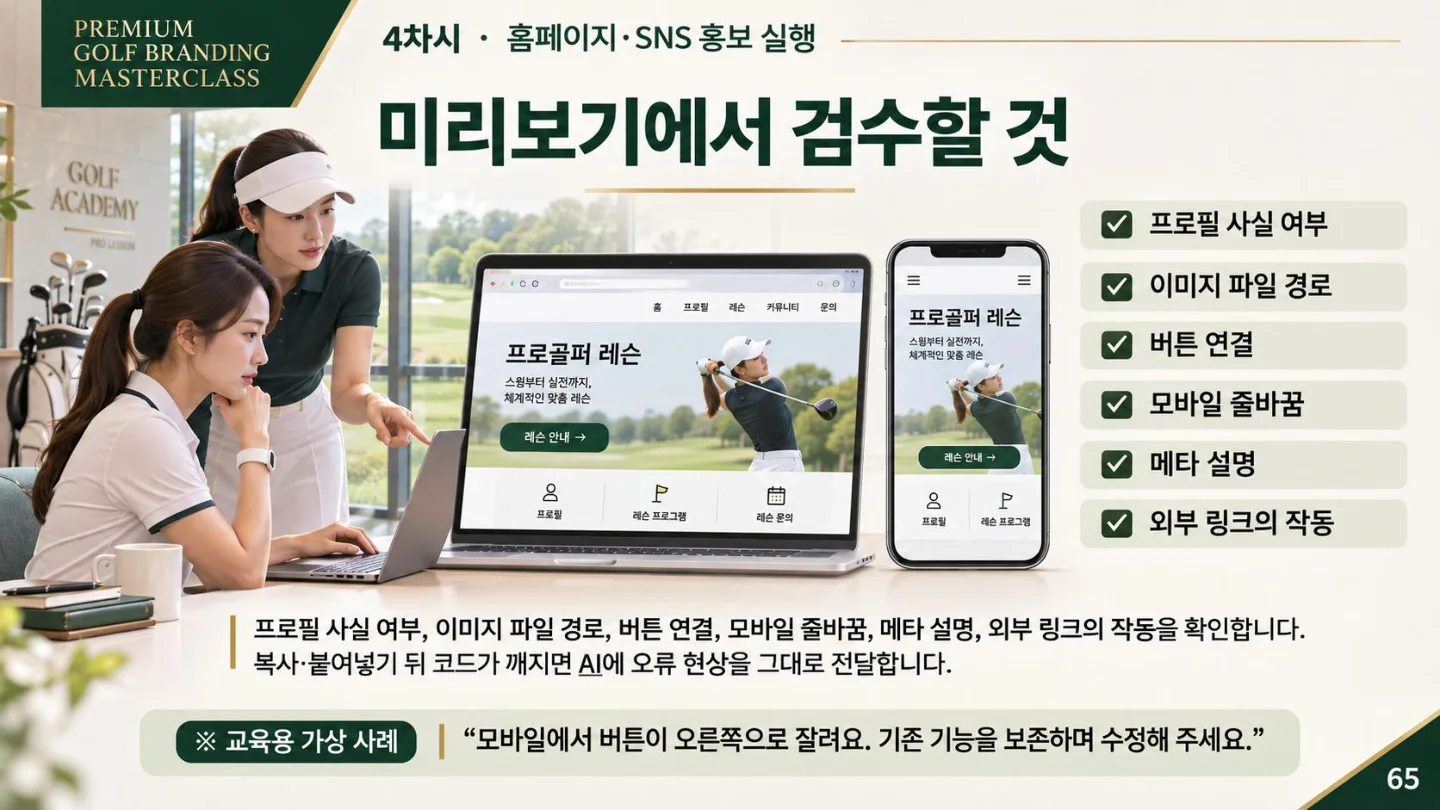 PREMIUM
GOLF BRANDING
MASTERCLASS
4차시 · 홈페이지·SNS 홍보 실행
미리보기에서 검수할 것
GOLF
ACADEMY
PRO LESSON
홈 프로필 레슨 커뮤니티 문의
프로골퍼 레슨
스윙부터 실전까지,
체계적인 맞춤 레슨
레슨 안내 →
프로필 레슨 프로그램 레슨 문의
프로골퍼 레슨
스윙부터 실전까지,
체계적인 맞춤 레슨
레슨 안내 →
프로필 레슨 프로그램
프로필 사실 여부
이미지 파일 경로
버튼 연결
모바일 줄바꿈
메타 설명
외부 링크의 작동
프로필 사실 여부, 이미지 파일 경로, 버튼 연결, 모바일 줄바꿈, 메타 설명, 외부 링크의 작동을 확인합니다.
복사·붙여넣기 뒤 코드가 깨지면 AI에 오류 현상을 그대로 전달합니다.
※ 교육용 가상 사례
“모바일에서 버튼이 오른쪽으로 잘려요. 기존 기능을 보존하며 수정해 주세요.”
65